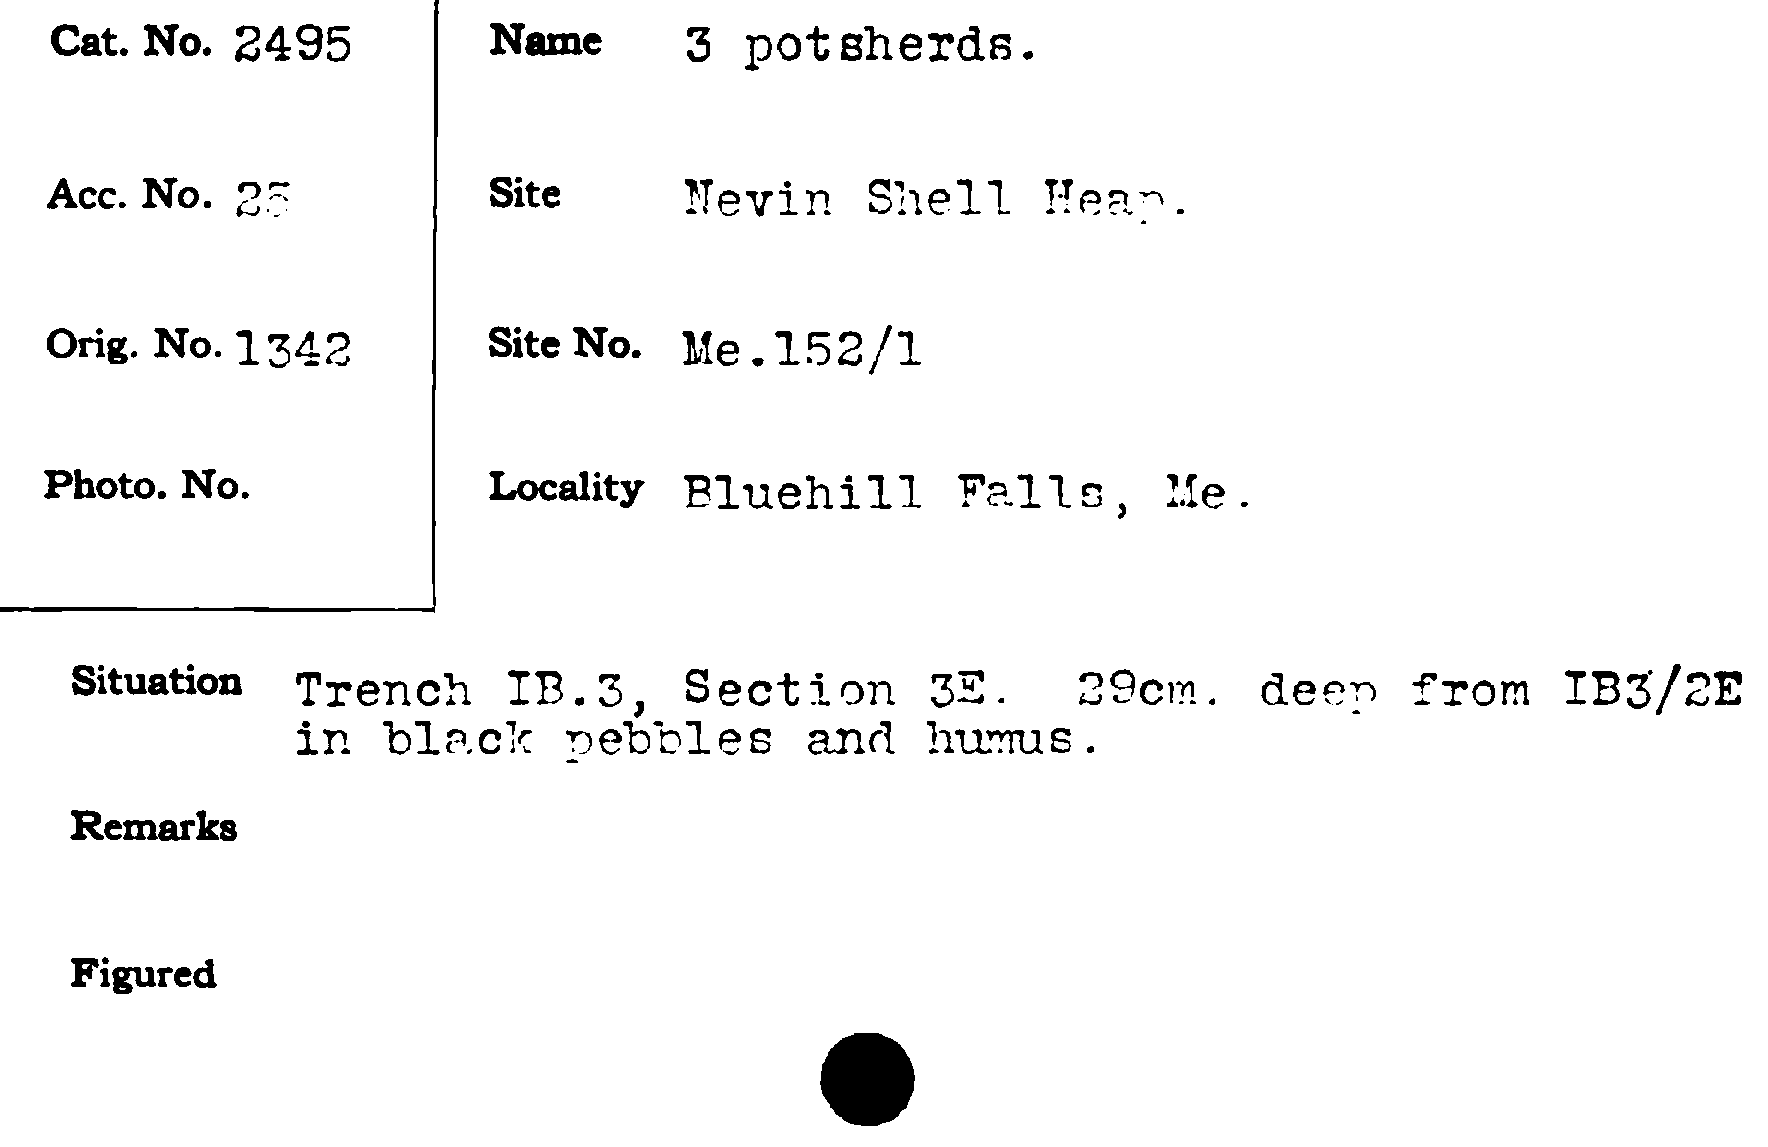 Cat. No. 2495
Name 3 potsherds.
Acc. No. 25
Site Nevin Shell Heap.
Orig. No. 1342
Site No. Me.152/1
Photo. No.
Locality Bluehill Falls, Me.
Situation Trench IB.3, Section 3E. 29cm. deep from IB3/2E
in black pebbles and humus.
Remarks
Figured